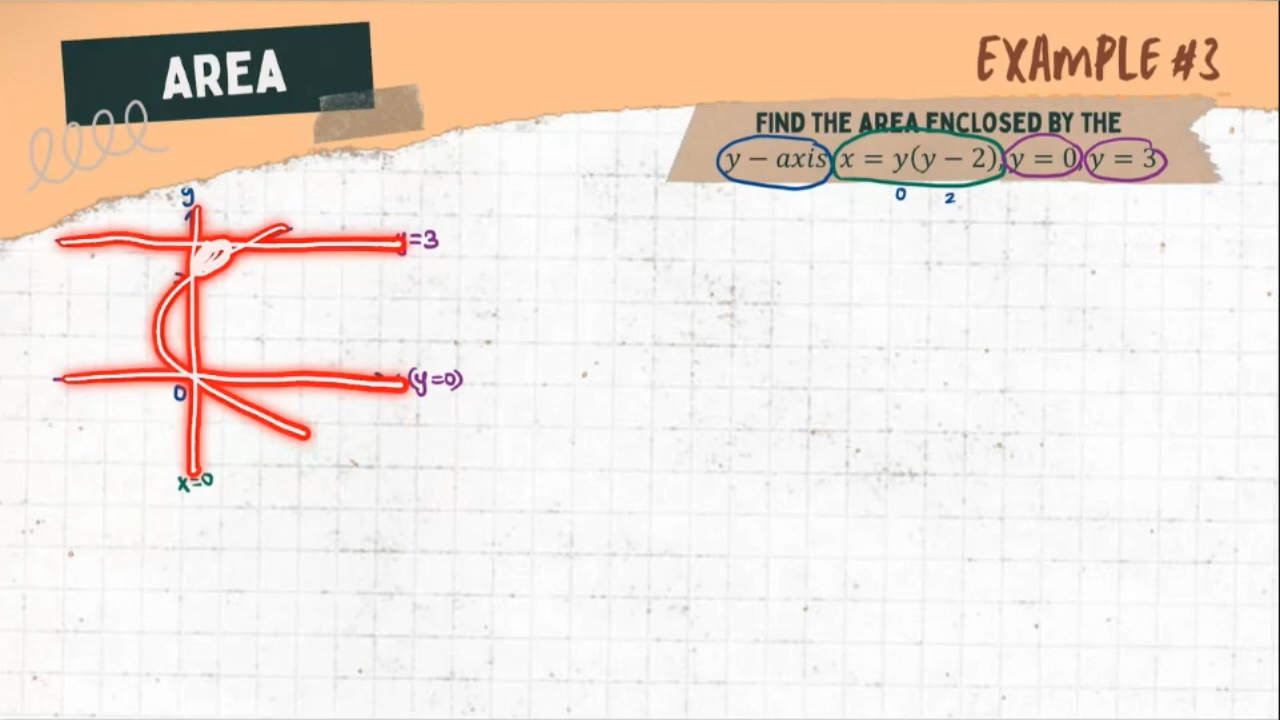 AREA
EXAMPLE #3
FIND THE AREA ENCLOSED BY THE
y − axis, x = y(y − 2), y = 0, y = 3
0 2
y
y=3
(y=0)
0
x=0